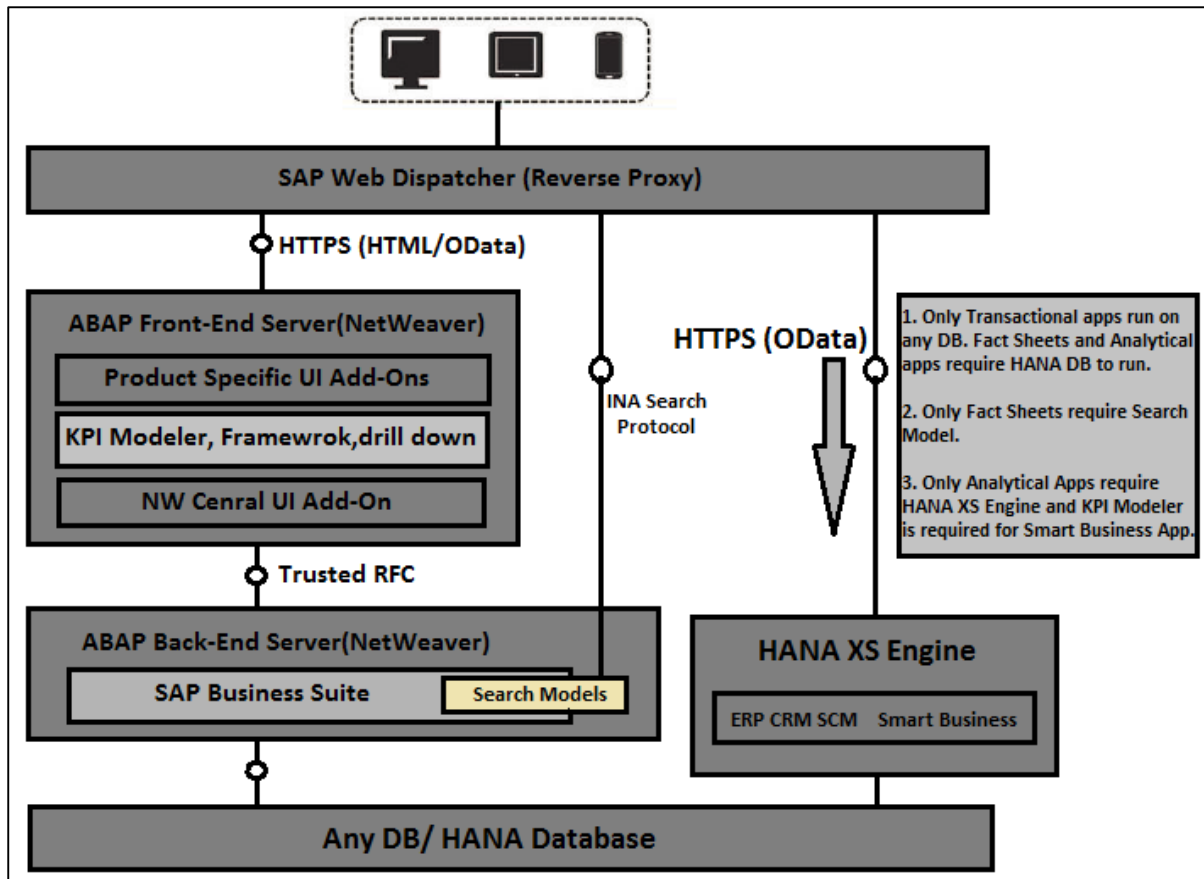 SAP Web Dispatcher (Reverse Proxy)
HTTPS (HTML/OData)
ABAP Front-End Server(NetWeaver)
Product Specific UI Add-Ons
KPI Modeler, Framewrok,drill down
NW Cenral UI Add-On
Trusted RFC
ABAP Back-End Server(NetWeaver)
SAP Business Suite
Search Models
INA Search
Protocol
HTTPS (OData)
1. Only Transactional apps run on
any DB. Fact Sheets and Analytical
apps require HANA DB to run.
2. Only Fact Sheets require Search
Model.
3. Only Analytical Apps require
HANA XS Engine and KPI Modeler
is required for Smart Business App.
HANA XS Engine
ERP CRM SCM Smart Business
Any DB/ HANA Database